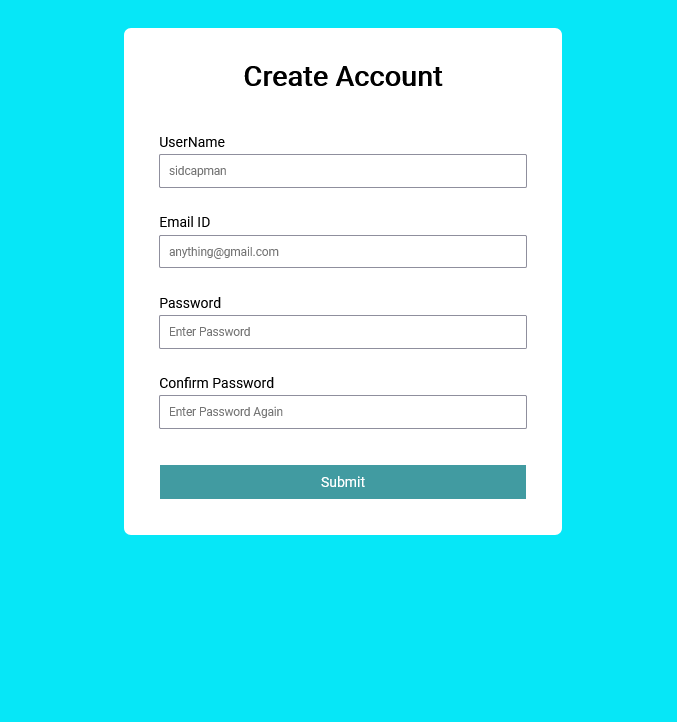 Create Account
UserName
sidcapman
Email ID
anything@gmail.com
Password
Enter Password
Confirm Password
Enter Password Again
Submit